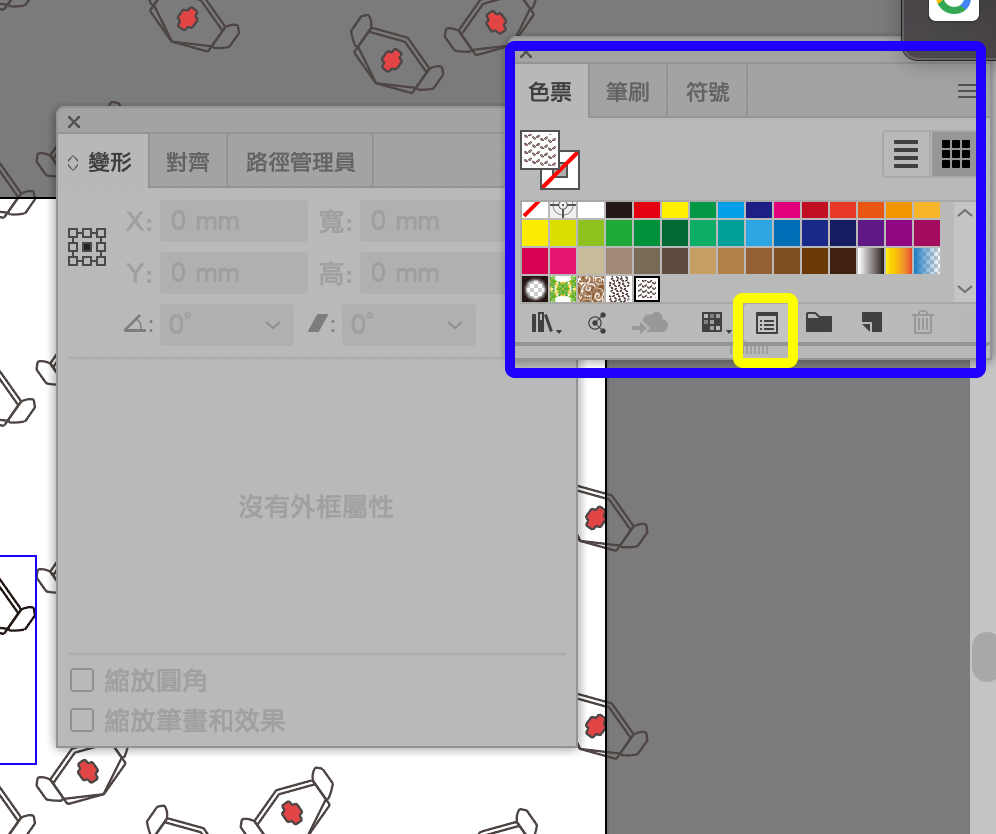 色票 筆刷 符號
變形 對齊 路徑管理員
X: 0 mm 寬: 0 mm
Y: 0 mm 高: 0 mm
: 0° : 0°
沒有外框屬性
縮放圓角
縮放筆畫和效果